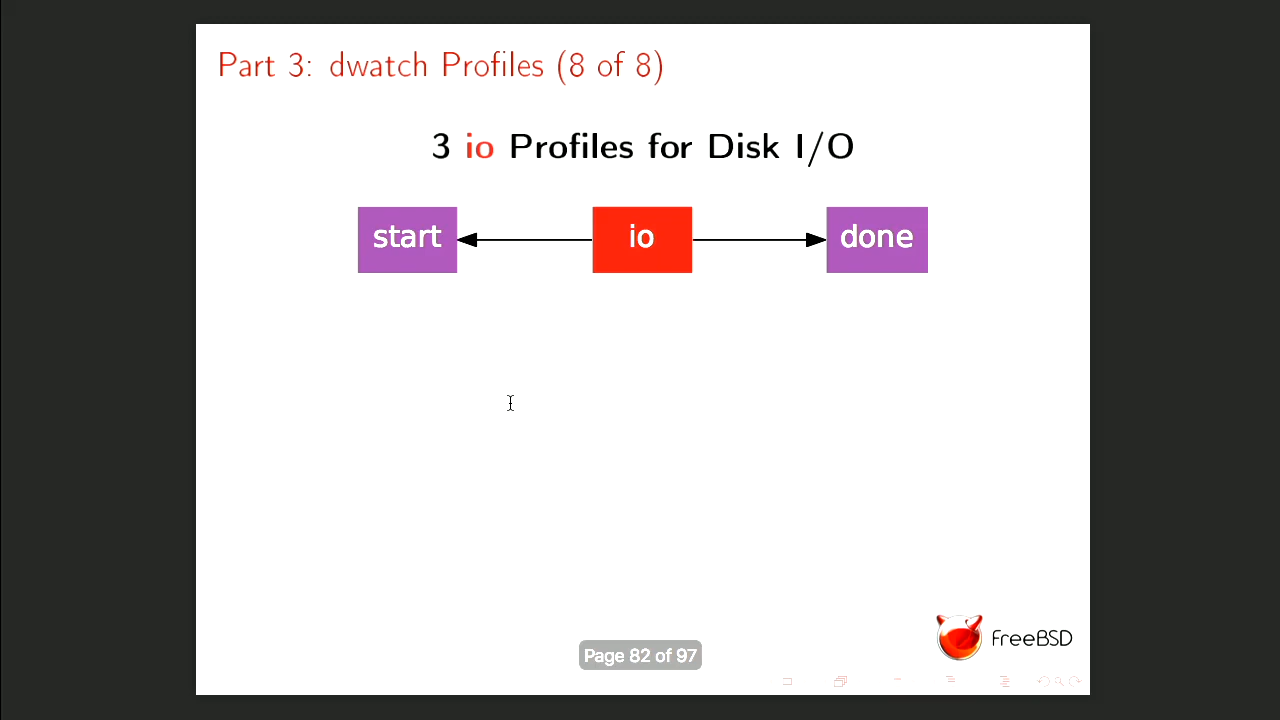 Part 3: dwatch Profiles (8 of 8)
3 io Profiles for Disk I/O
start io done
FreeBSD
Page 82 of 97